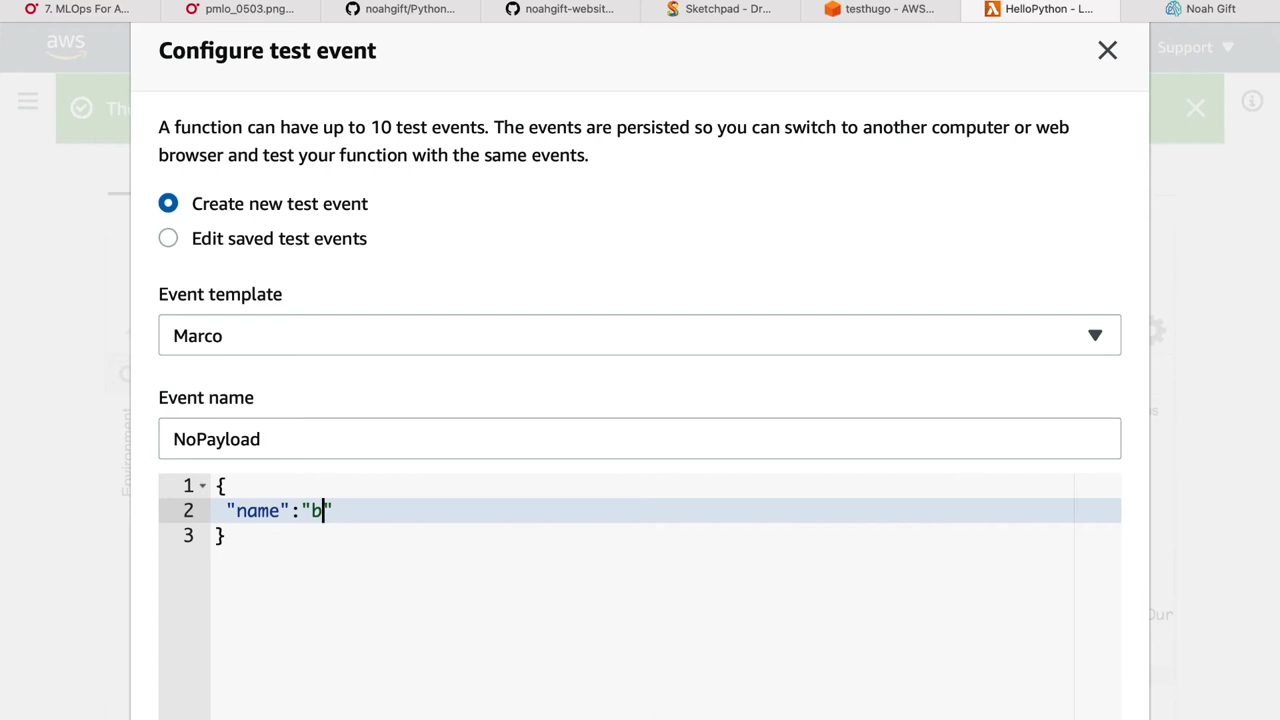 7. MLOps For A...
pmlo_0503.png...
noahgift/Python...
noahgift-websit...
Sketchpad - Dr...
testhugo - AWS...
HelloPython - L...
Noah Gift
aws
Support
Configure test event
The
A function can have up to 10 test events. The events are persisted so you can switch to another computer or web
browser and test your function with the same events.
Create new test event
Edit saved test events
Event template
Marco
Event name
NoPayload
Environment
1 {
2 "name":"b"
3 }